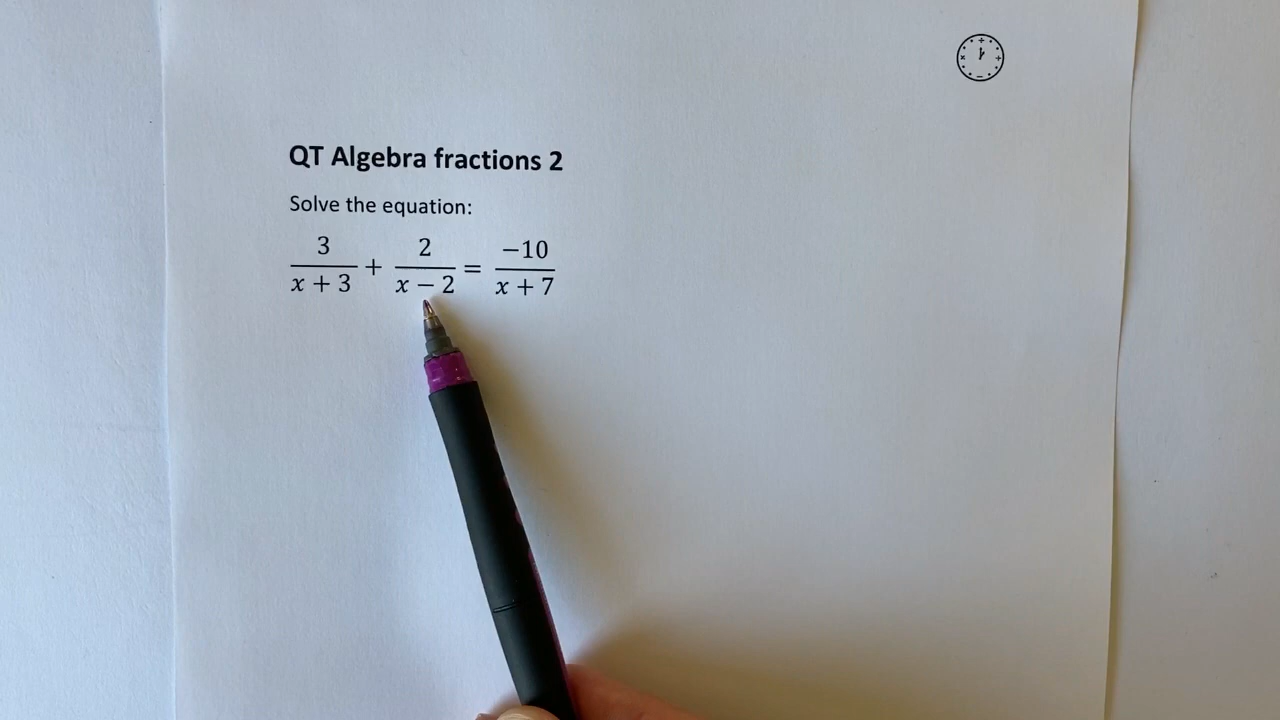 QT Algebra fractions 2
Solve the equation:
3/(x + 3) + 2/(x − 2) = −10/(x + 7)